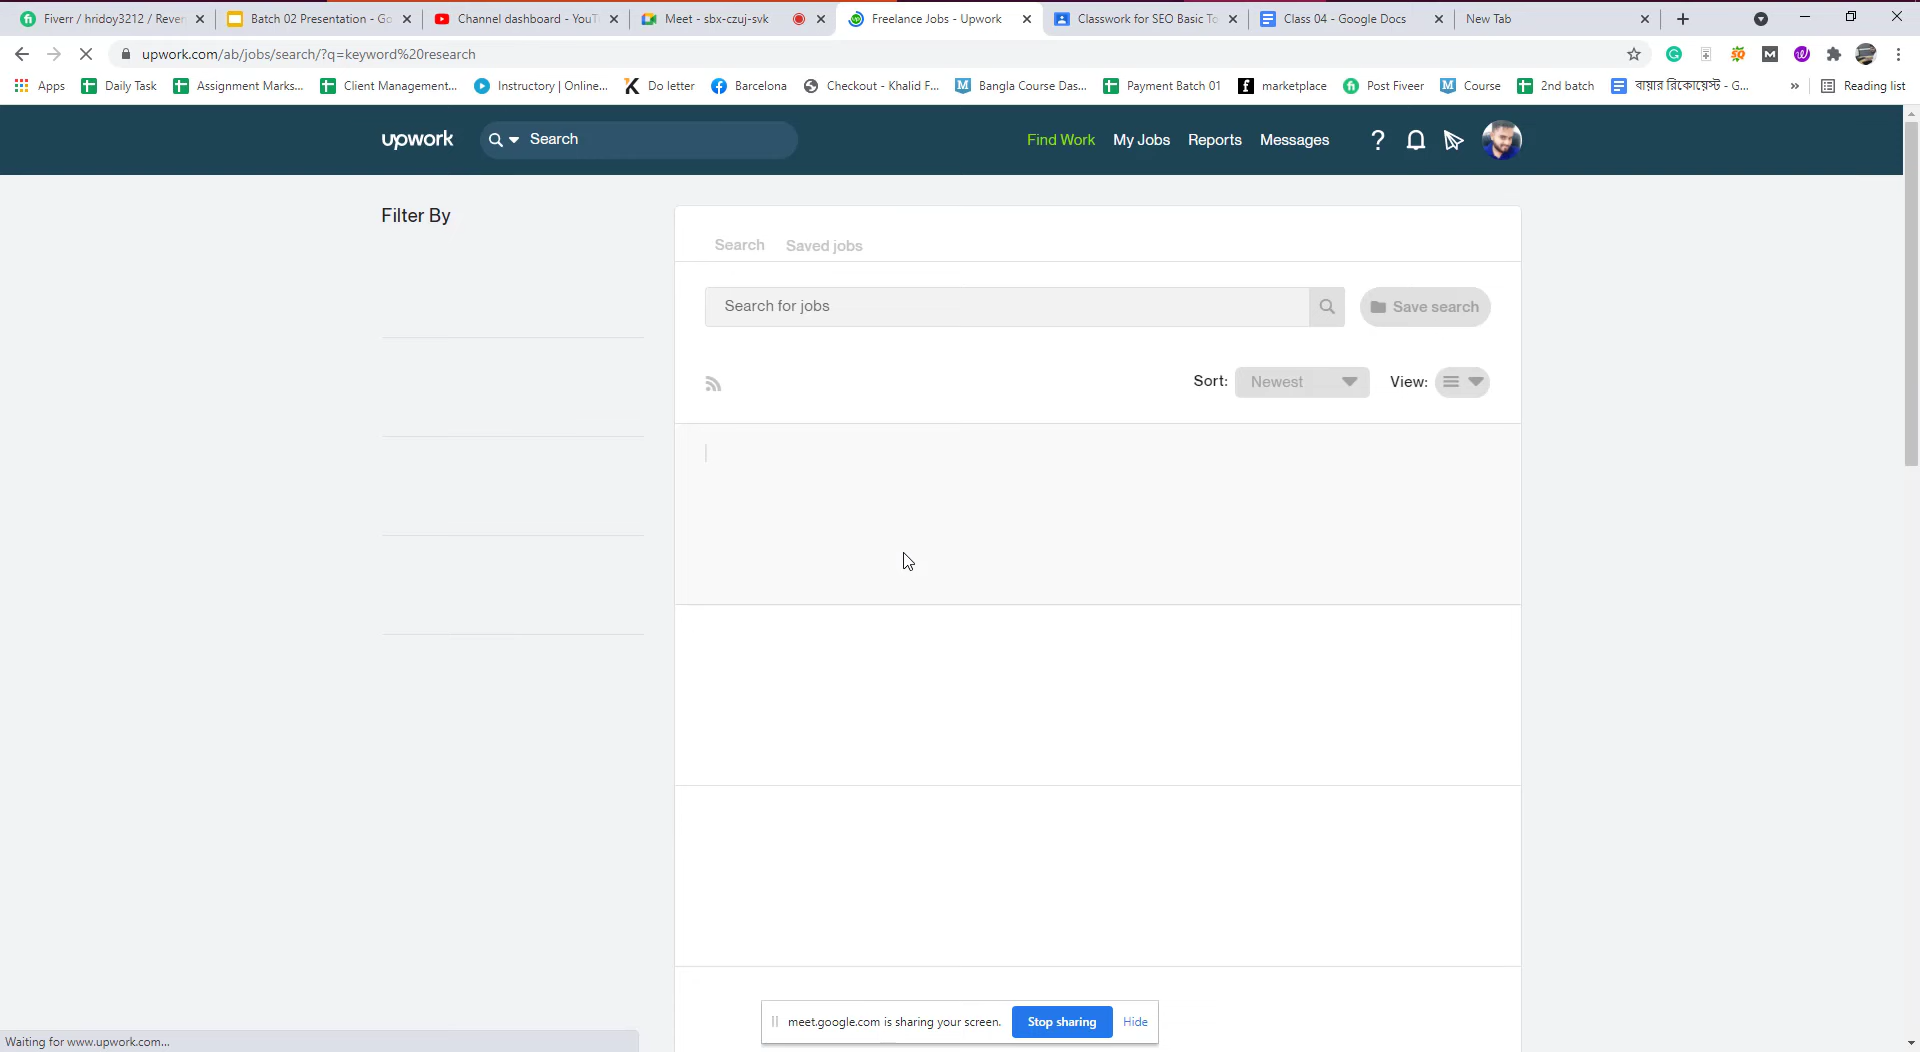 Fiverr / hridoy3212 / Reven
Batch 02 Presentation - Go
Channel dashboard - YouT
Meet - sbx-czuj-svk
Freelance Jobs - Upwork
Classwork for SEO Basic To
Class 04 - Google Docs
New Tab
upwork.com/ab/jobs/search/?q=keyword%20research
Apps
Daily Task
Assignment Marks...
Client Management...
Instructory | Online...
Do letter
Barcelona
Checkout - Khalid F...
Bangla Course Das...
Payment Batch 01
marketplace
Post Fiveer
Course
2nd batch
বায়ার রিকোয়েস্ট - G...
»
Reading list
upwork
Search
Find Work
My Jobs
Reports
Messages
Filter By
Search
Saved jobs
Search for jobs
Save search
Sort:
Newest
View:
meet.google.com is sharing your screen.
Stop sharing
Hide
Waiting for www.upwork.com...